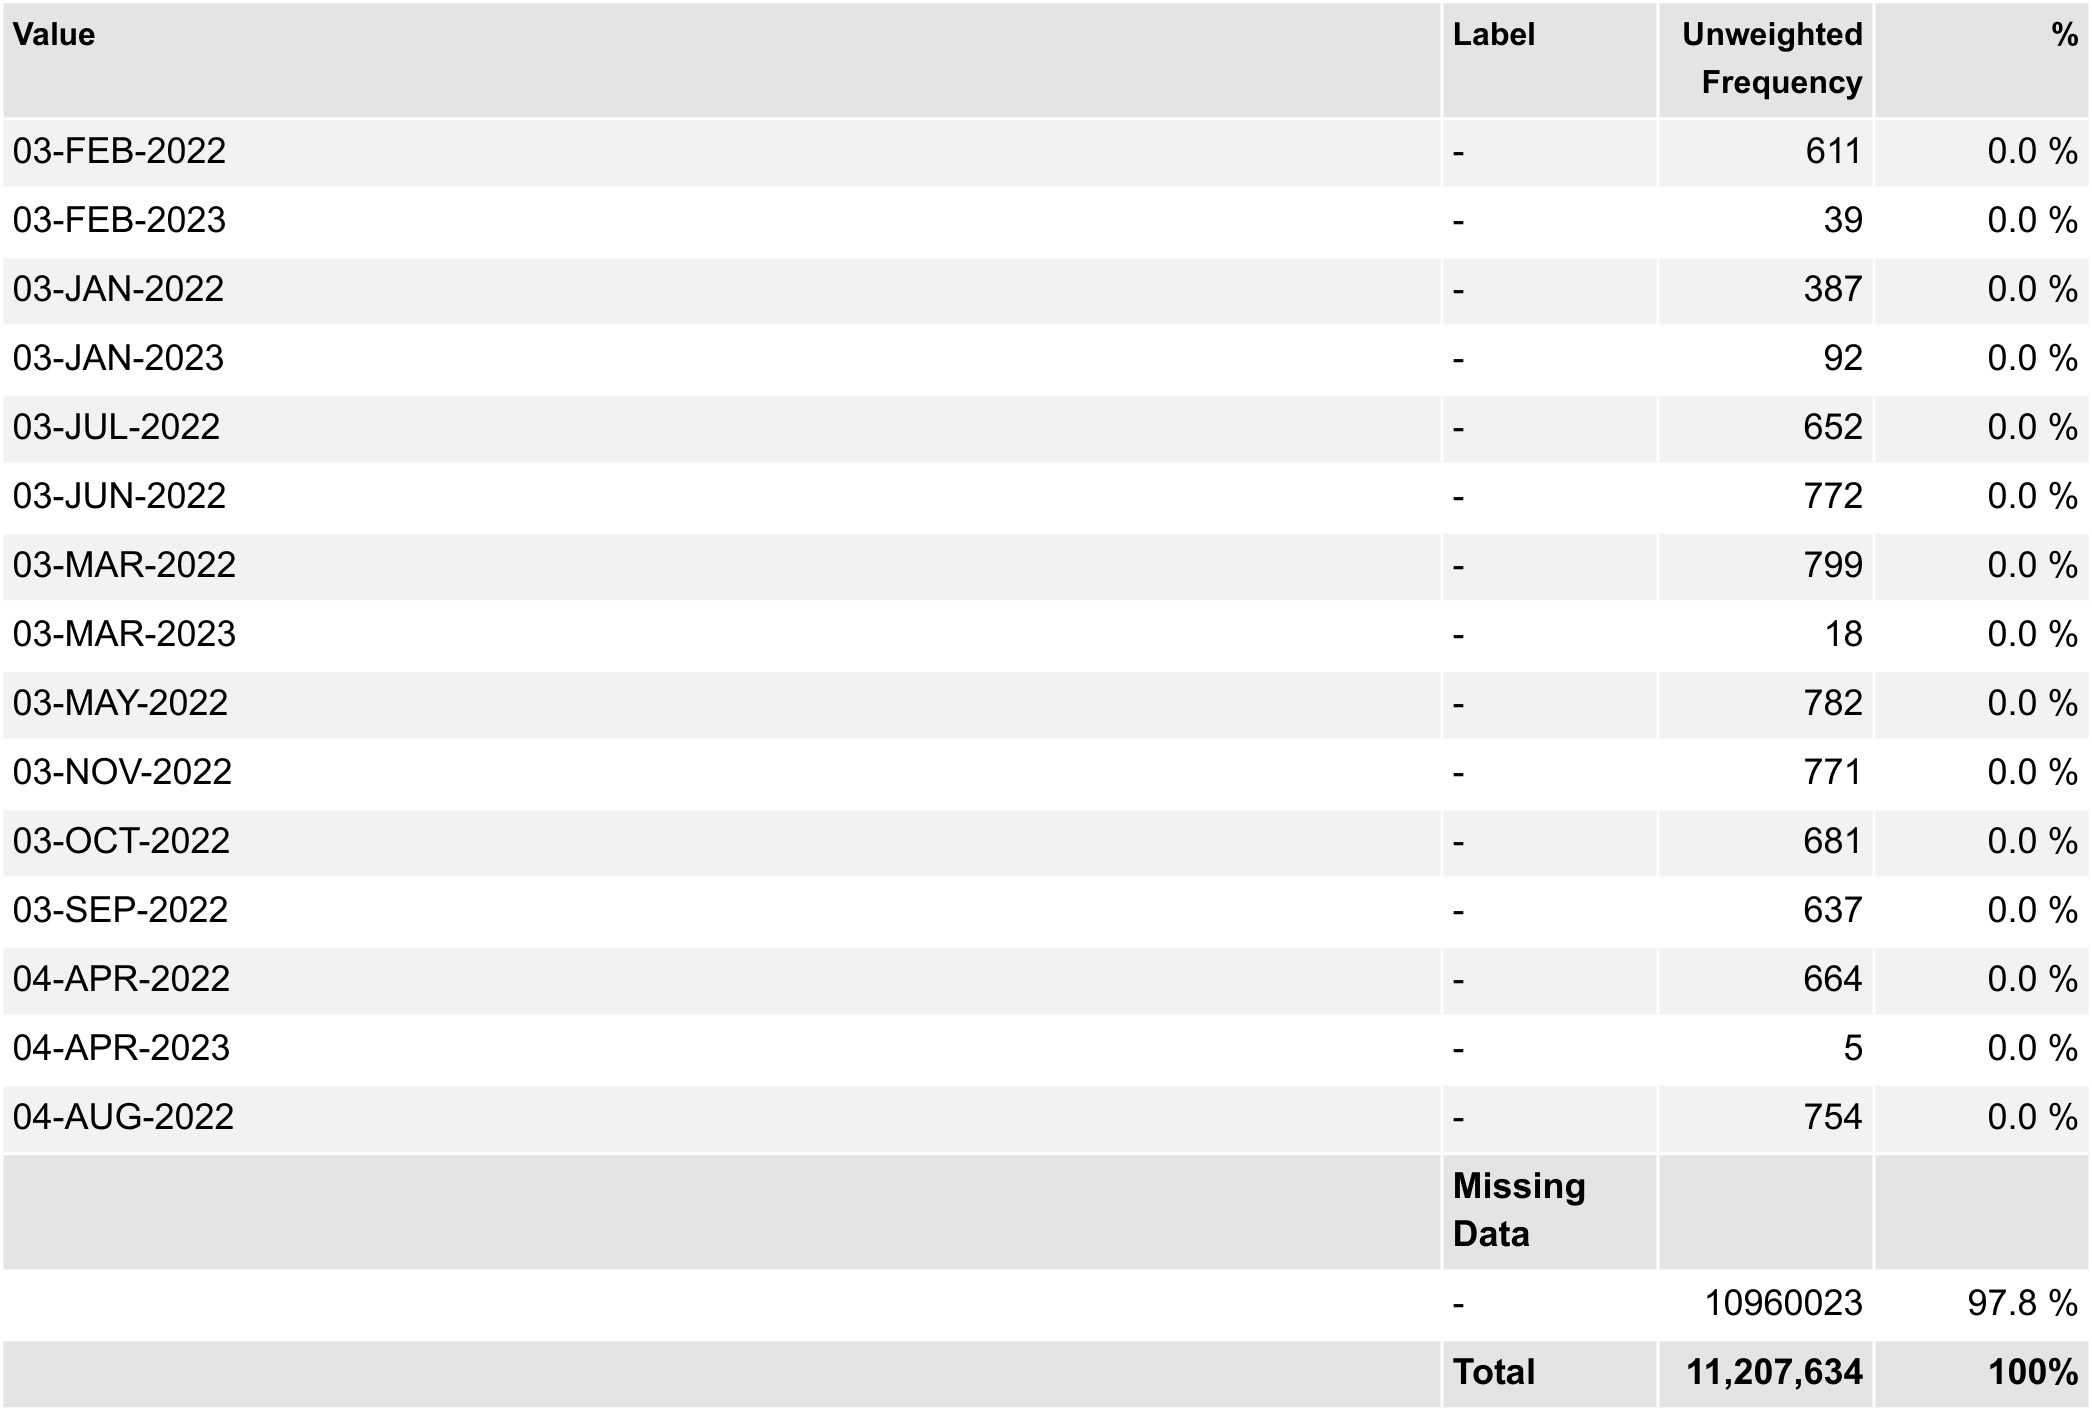 Value Label Unweighted Frequency %
03-FEB-2022 - 611 0.0 %
03-FEB-2023 - 39 0.0 %
03-JAN-2022 - 387 0.0 %
03-JAN-2023 - 92 0.0 %
03-JUL-2022 - 652 0.0 %
03-JUN-2022 - 772 0.0 %
03-MAR-2022 - 799 0.0 %
03-MAR-2023 - 18 0.0 %
03-MAY-2022 - 782 0.0 %
03-NOV-2022 - 771 0.0 %
03-OCT-2022 - 681 0.0 %
03-SEP-2022 - 637 0.0 %
04-APR-2022 - 664 0.0 %
04-APR-2023 - 5 0.0 %
04-AUG-2022 - 754 0.0 %
Missing
Data
- 10960023 97.8 %
Total 11,207,634 100%